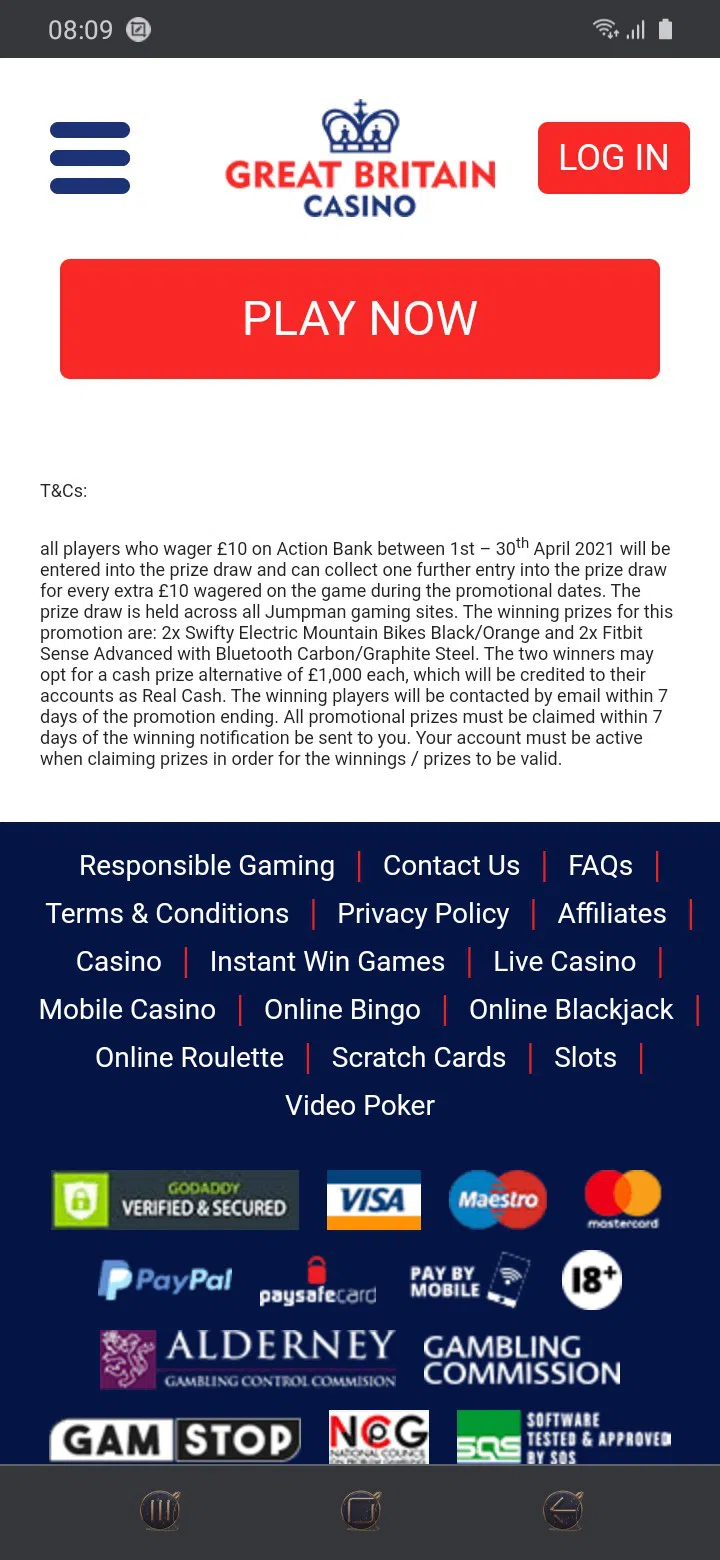 08:09
GREAT BRITAIN
CASINO
LOG IN
PLAY NOW
T&Cs:
all players who wager £10 on Action Bank between 1st – 30th April 2021 will be
entered into the prize draw and can collect one further entry into the prize draw
for every extra £10 wagered on the game during the promotional dates. The
prize draw is held across all Jumpman gaming sites. The winning prizes for this
promotion are: 2x Swifty Electric Mountain Bikes Black/Orange and 2x Fitbit
Sense Advanced with Bluetooth Carbon/Graphite Steel. The two winners may
opt for a cash prize alternative of £1,000 each, which will be credited to their
accounts as Real Cash. The winning players will be contacted by email within 7
days of the promotion ending. All promotional prizes must be claimed within 7
days of the winning notification be sent to you. Your account must be active
when claiming prizes in order for the winnings / prizes to be valid.
Responsible Gaming | Contact Us | FAQs |
Terms & Conditions | Privacy Policy | Affiliates |
Casino | Instant Win Games | Live Casino |
Mobile Casino | Online Bingo | Online Blackjack |
Online Roulette | Scratch Cards | Slots |
Video Poker
GODADDY
VERIFIED & SECURED
VISA
Maestro
mastercard
PayPal
paysafecard
PAY BY
MOBILE
18+
ALDERNEY
GAMBLING CONTROL COMMISION
GAMBLING
COMMISSION
GAMSTOP
NCPG
NATIONAL COUNCIL
SQS
SOFTWARE
TESTED & APPROVED
BY SQS